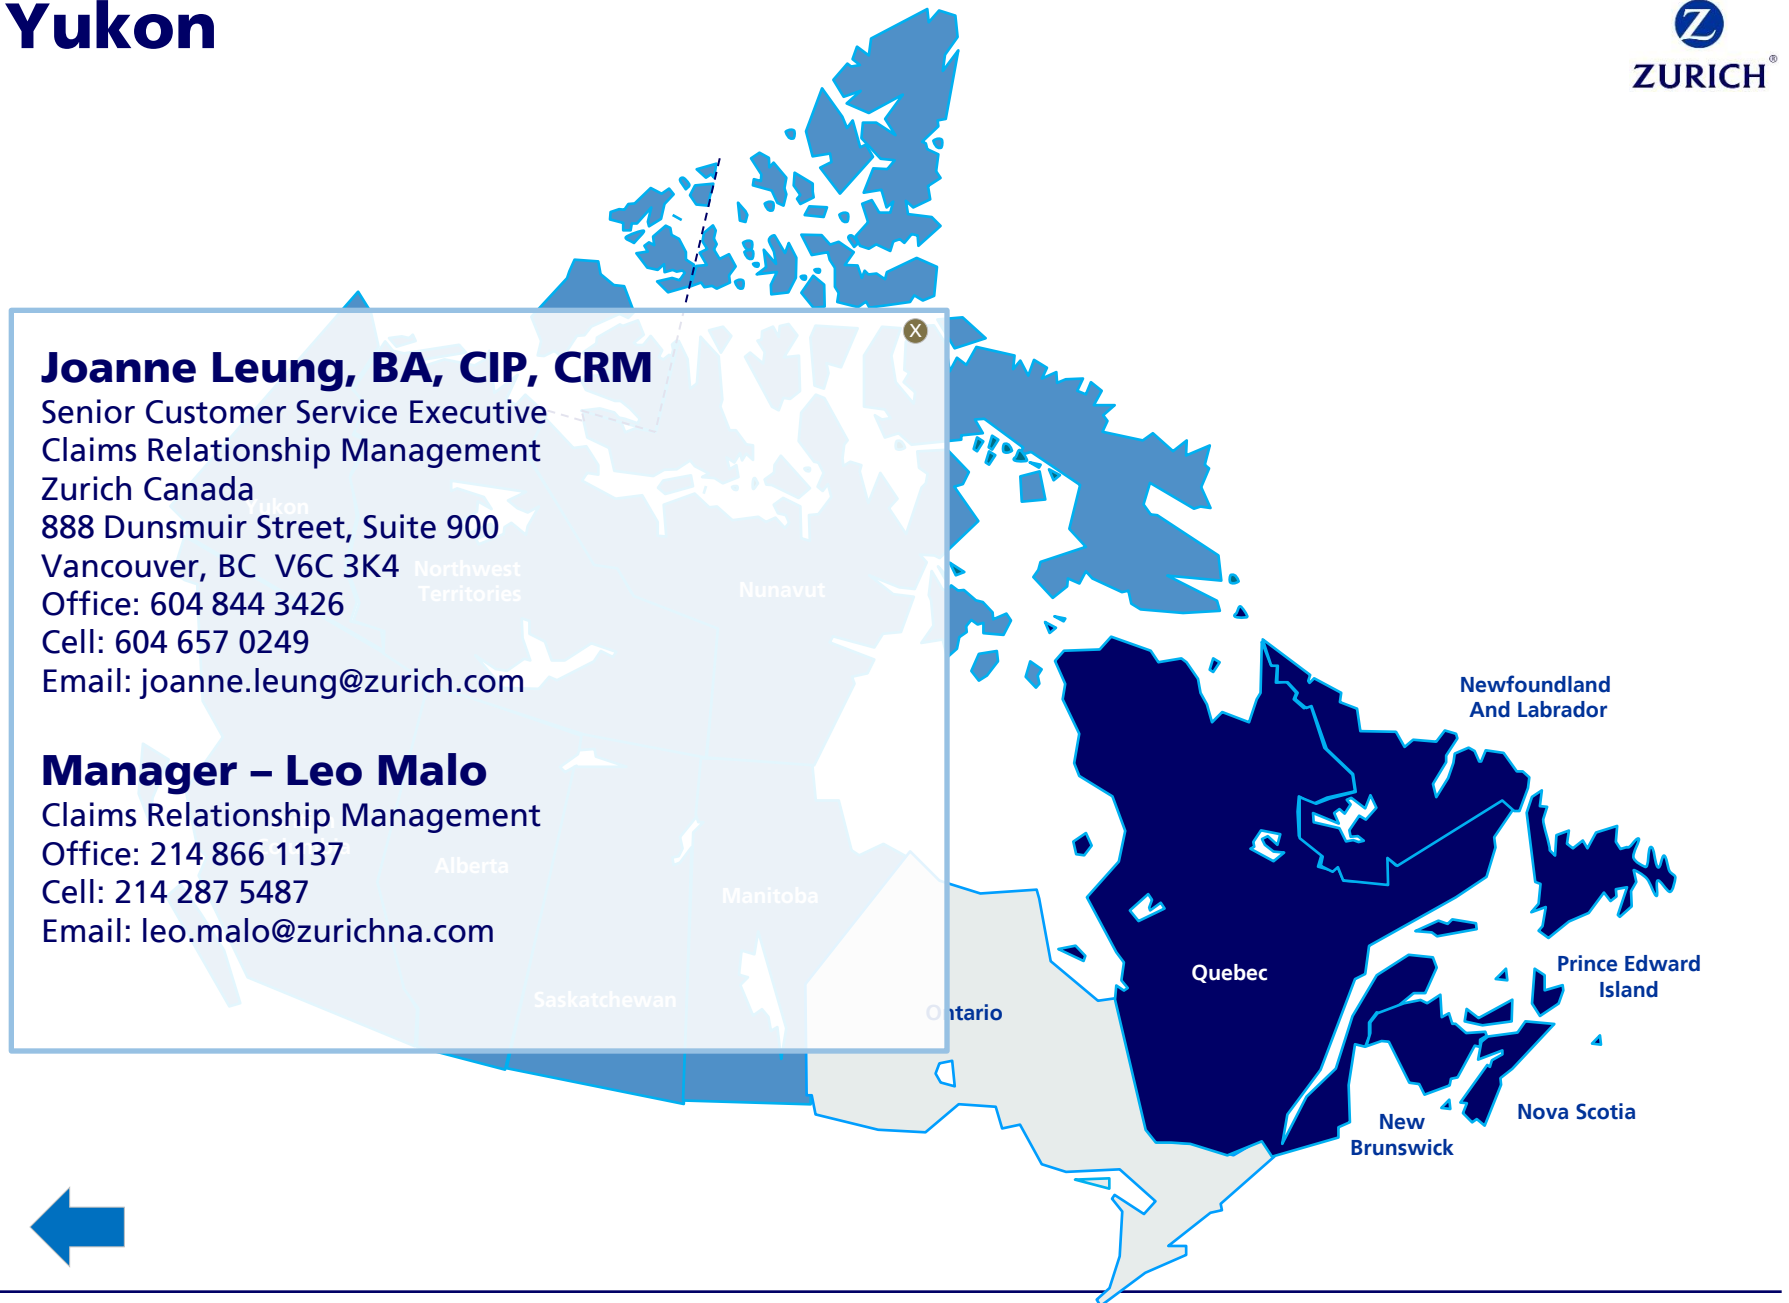 Yukon
Z
ZURICH®
X
Joanne Leung, BA, CIP, CRM
Senior Customer Service Executive
Claims Relationship Management
Zurich Canada
888 Dunsmuir Street, Suite 900
Vancouver, BC  V6C 3K4
Office: 604 844 3426
Cell: 604 657 0249
Email: joanne.leung@zurich.com
Manager – Leo Malo
Claims Relationship Management
Office: 214 866 1137
Cell: 214 287 5487
Email: leo.malo@zurichna.com
Yukon
Northwest
Territories
Nunavut
Alberta
Manitoba
Saskatchewan
Ontario
Quebec
Newfoundland
And Labrador
Prince Edward
Island
Nova Scotia
New
Brunswick